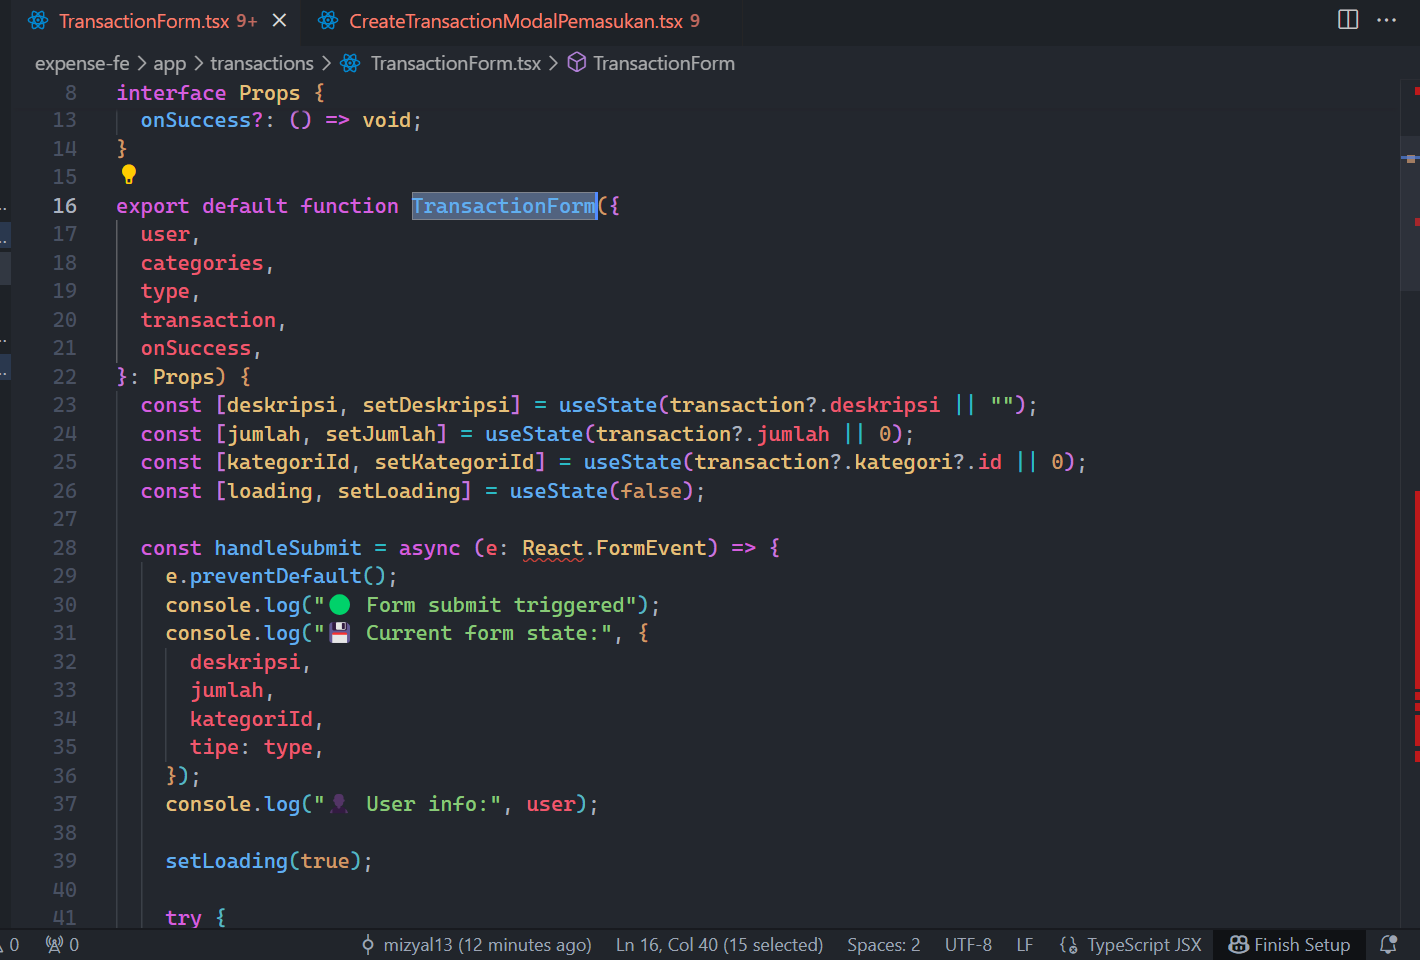 TransactionForm.tsx 9+ CreateTransactionModalPemasukan.tsx 9
expense-fe > app > transactions > TransactionForm.tsx > TransactionForm
8 interface Props {
13 onSuccess?: () => void;
14 }
15
16 export default function TransactionForm({
17 user,
18 categories,
19 type,
20 transaction,
21 onSuccess,
22 }: Props) {
23 const [deskripsi, setDeskripsi] = useState(transaction?.deskripsi || "");
24 const [jumlah, setJumlah] = useState(transaction?.jumlah || 0);
25 const [kategoriId, setKategoriId] = useState(transaction?.kategori?.id || 0);
26 const [loading, setLoading] = useState(false);
27
28 const handleSubmit = async (e: React.FormEvent) => {
29 e.preventDefault();
30 console.log("🟢 Form submit triggered");
31 console.log("💾 Current form state:", {
32 deskripsi,
33 jumlah,
34 kategoriId,
35 tipe: type,
36 });
37 console.log("👤 User info:", user);
38
39 setLoading(true);
40
41 try {
0 0 mizyal13 (12 minutes ago) Ln 16, Col 40 (15 selected) Spaces: 2 UTF-8 LF TypeScript JSX Finish Setup